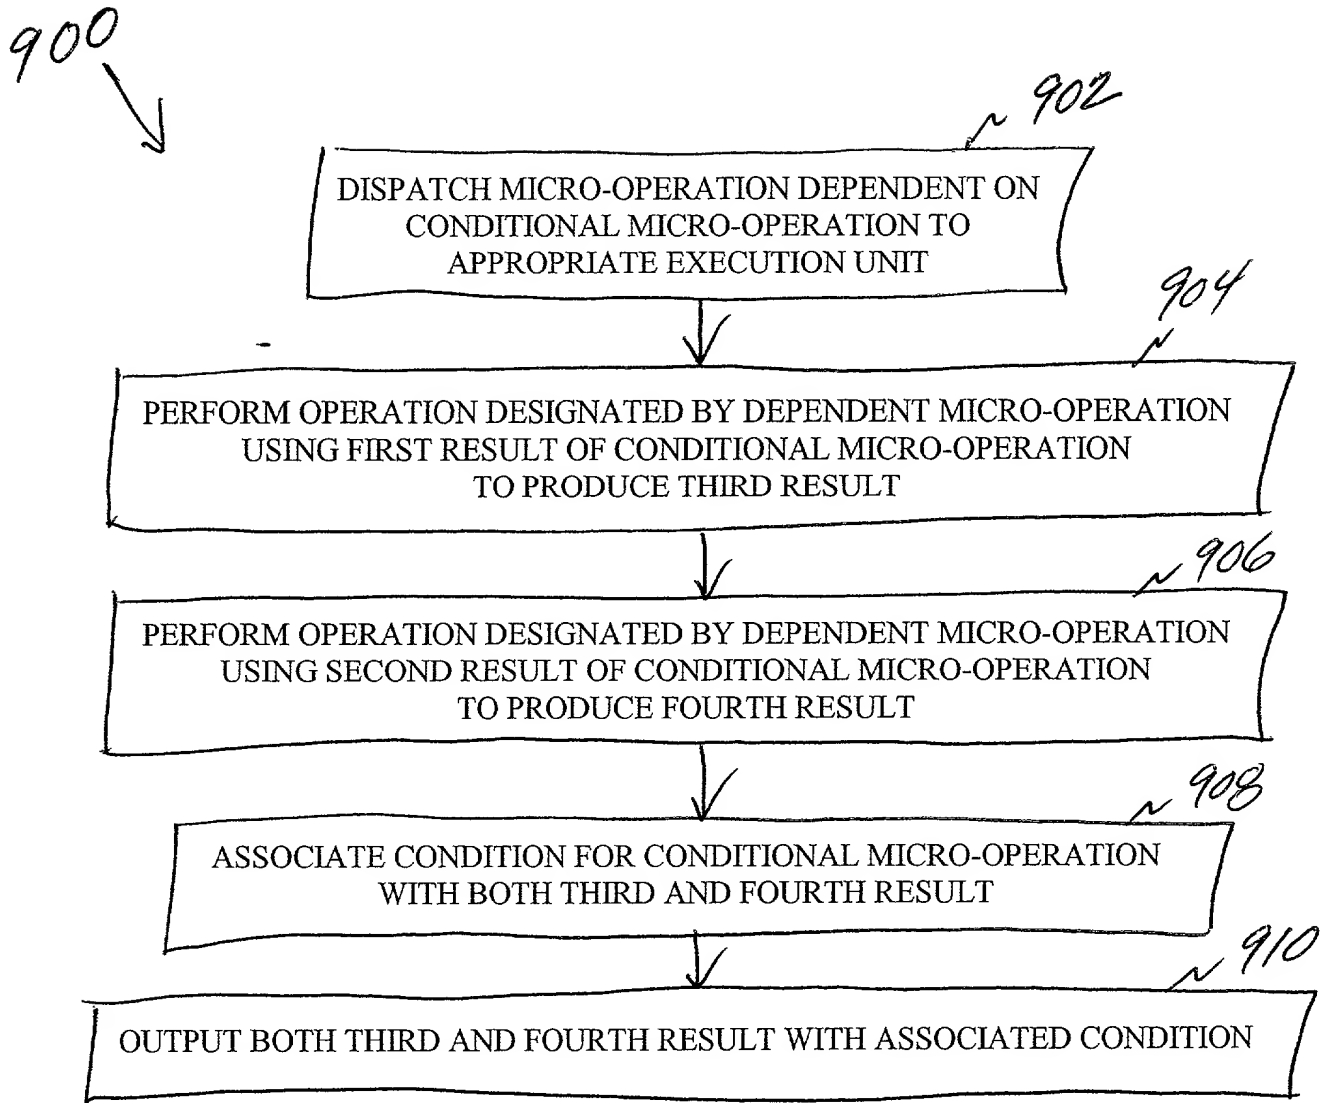 900
902
DISPATCH MICRO-OPERATION DEPENDENT ON
CONDITIONAL MICRO-OPERATION TO
APPROPRIATE EXECUTION UNIT
904
PERFORM OPERATION DESIGNATED BY DEPENDENT MICRO-OPERATION
USING FIRST RESULT OF CONDITIONAL MICRO-OPERATION
TO PRODUCE THIRD RESULT
906
PERFORM OPERATION DESIGNATED BY DEPENDENT MICRO-OPERATION
USING SECOND RESULT OF CONDITIONAL MICRO-OPERATION
TO PRODUCE FOURTH RESULT
908
ASSOCIATE CONDITION FOR CONDITIONAL MICRO-OPERATION
WITH BOTH THIRD AND FOURTH RESULT
910
OUTPUT BOTH THIRD AND FOURTH RESULT WITH ASSOCIATED CONDITION